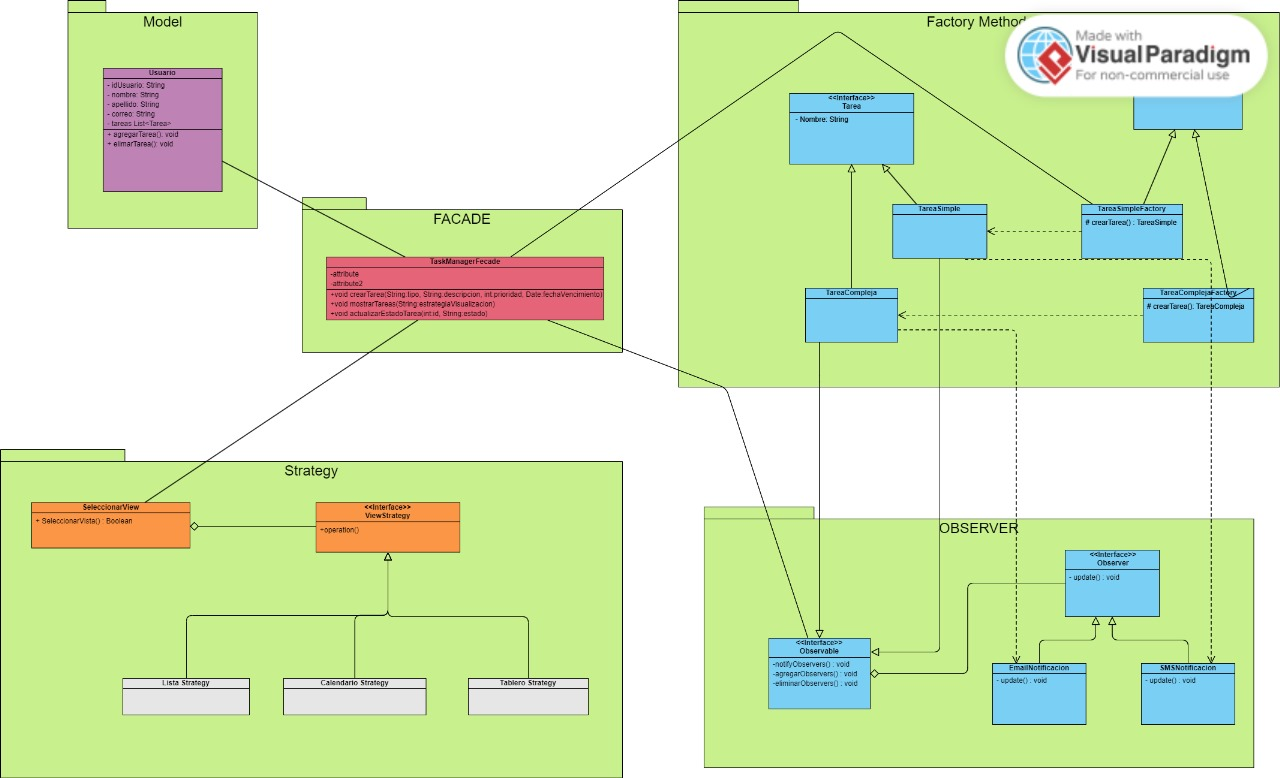 Model
Usuario
- idUsuario: String
- nombre: String
- apellido: String
- correo: String
- tareas List<Tarea>
+ agregarTarea(): void
+ elimarTarea(): void
FACADE
TaskManagerFecade
-attribute
-attribute2
+void crearTarea(String:tipo, String:descripcion, int:prioridad, Date:fechaVencimiento)
+void mostrarTareas(String:estrategiaVisualizacion)
+void actualizarEstadoTarea(int:id, String:estado)
Factory Method
Made with
VisualParadigm
For non-commercial use
<<Interface>>
Tarea
- Nombre: String
TareaSimple
TareaSimpleFactory
# crearTarea() : TareaSimple
TareaCompleja
TareaComplejaFactory
# crearTarea(): TareaCompleja
Strategy
SeleccionarView
+ SeleccionarVista() : Boolean
<<Interface>>
ViewStrategy
+operation()
Lista Strategy
Calendario Strategy
Tablero Strategy
OBSERVER
<<Interface>>
Observer
- update() : void
<<Interface>>
Observable
-notifyObservers() : void
-agregarObservers() : void
-eliminarObservers() : void
EmailNotificacion
- update() : void
SMSNotificacion
- update() : void